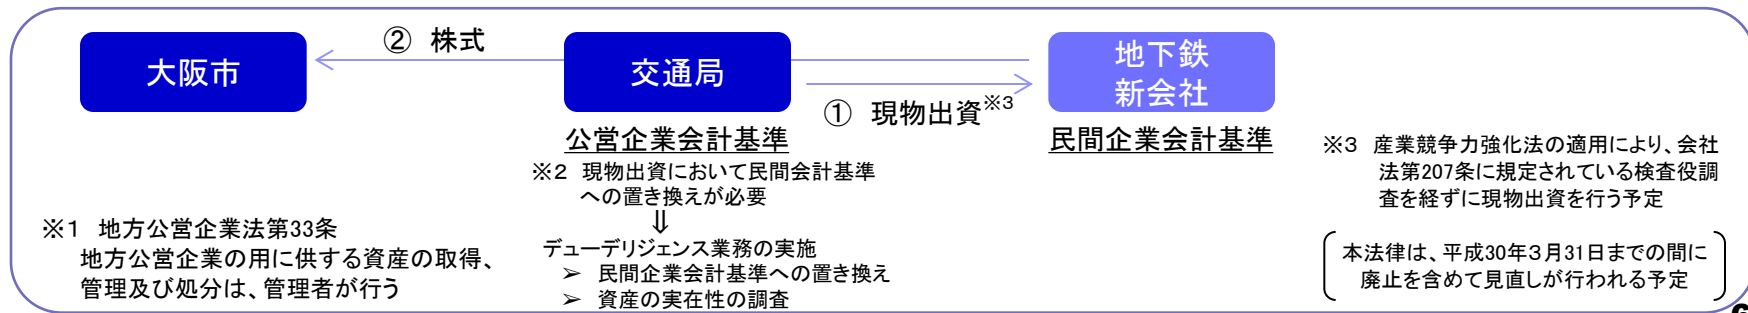 ② 株式
大阪市
交通局
地下鉄
新会社
① 現物出資※3
公営企業会計基準
民間企業会計基準
※2 現物出資において民間会計基準
への置き換えが必要
⇓
デューデリジェンス業務の実施
➢ 民間企業会計基準への置き換え
➢ 資産の実在性の調査
※1 地方公営企業法第33条
地方公営企業の用に供する資産の取得、
管理及び処分は、管理者が行う
※3 産業競争力強化法の適用により、会社
法第207条に規定されている検査役調
査を経ずに現物出資を行う予定
本法律は、平成30年3月31日までの間に
廃止を含めて見直しが行われる予定